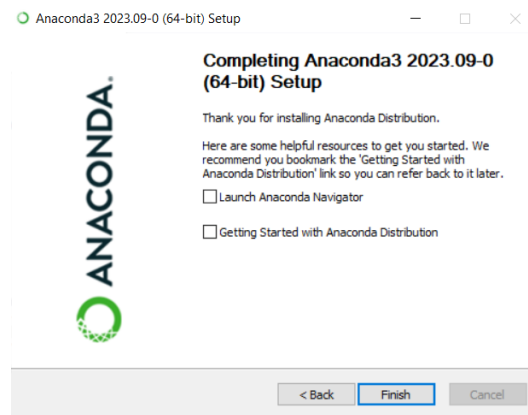 Anaconda3 2023.09-0 (64-bit) Setup
Completing Anaconda3 2023.09-0
(64-bit) Setup
Thank you for installing Anaconda Distribution.
Here are some helpful resources to get you started. We
recommend you bookmark the 'Getting Started with
Anaconda Distribution' link so you can refer back to it later.
Launch Anaconda Navigator
Getting Started with Anaconda Distribution
ANACONDA.
< Back
Finish
Cancel